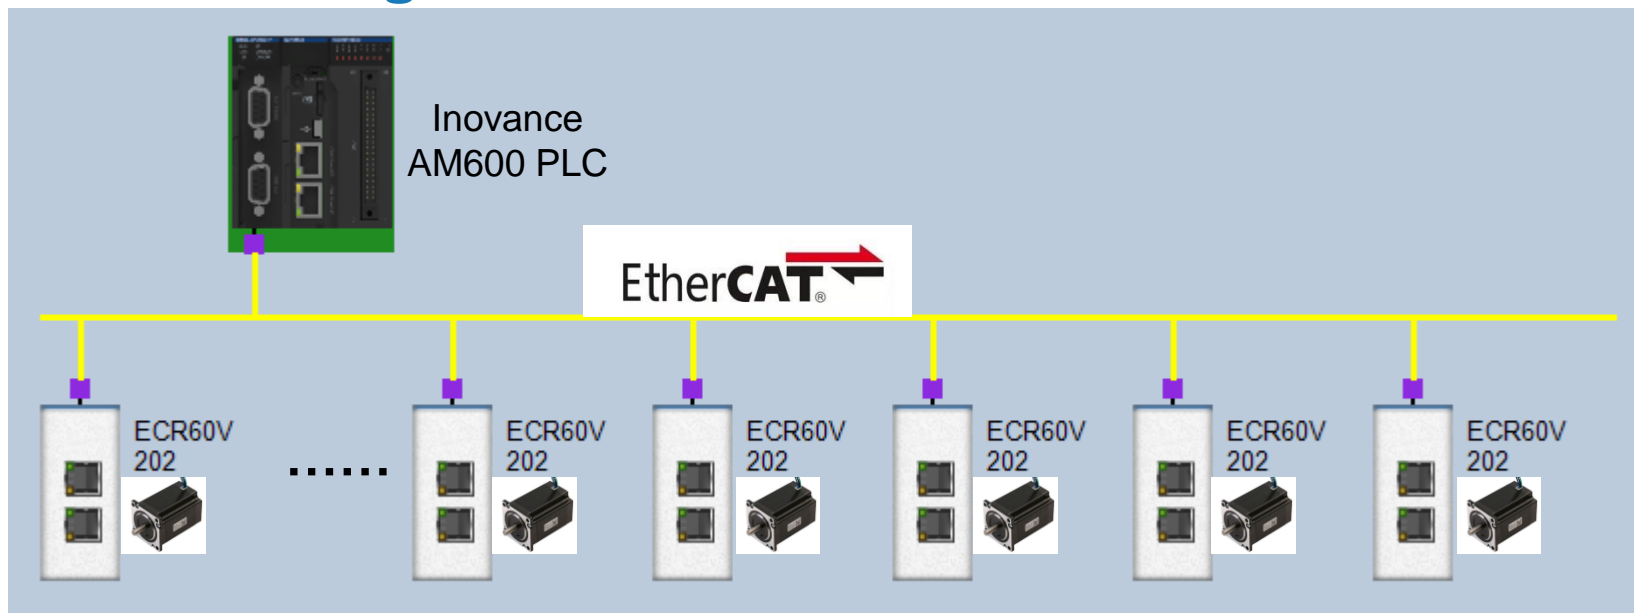 Inovance
AM600 PLC
EtherCAT®
ECR60V
202
ECR60V
202
ECR60V
202
ECR60V
202
ECR60V
202
ECR60V
202
......